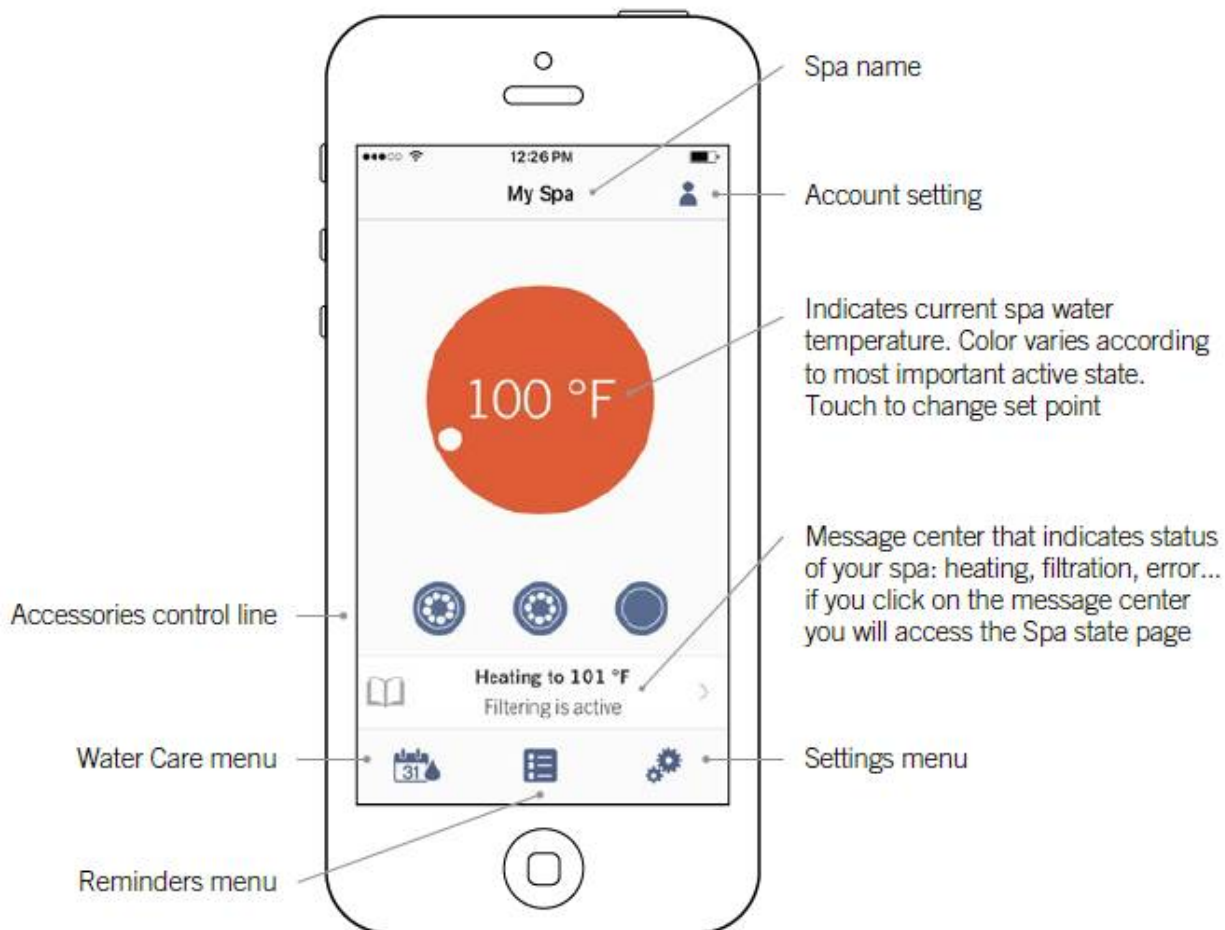 Spa name
12:26 PM
My Spa
Account setting
Indicates current spa water
temperature. Color varies according
to most important active state.
Touch to change set point
100 °F
Message center that indicates status
of your spa: heating, filtration, error...
if you click on the message center
you will access the Spa state page
Accessories control line
Heating to 101 °F
Filtering is active
Water Care menu
31
Settings menu
Reminders menu